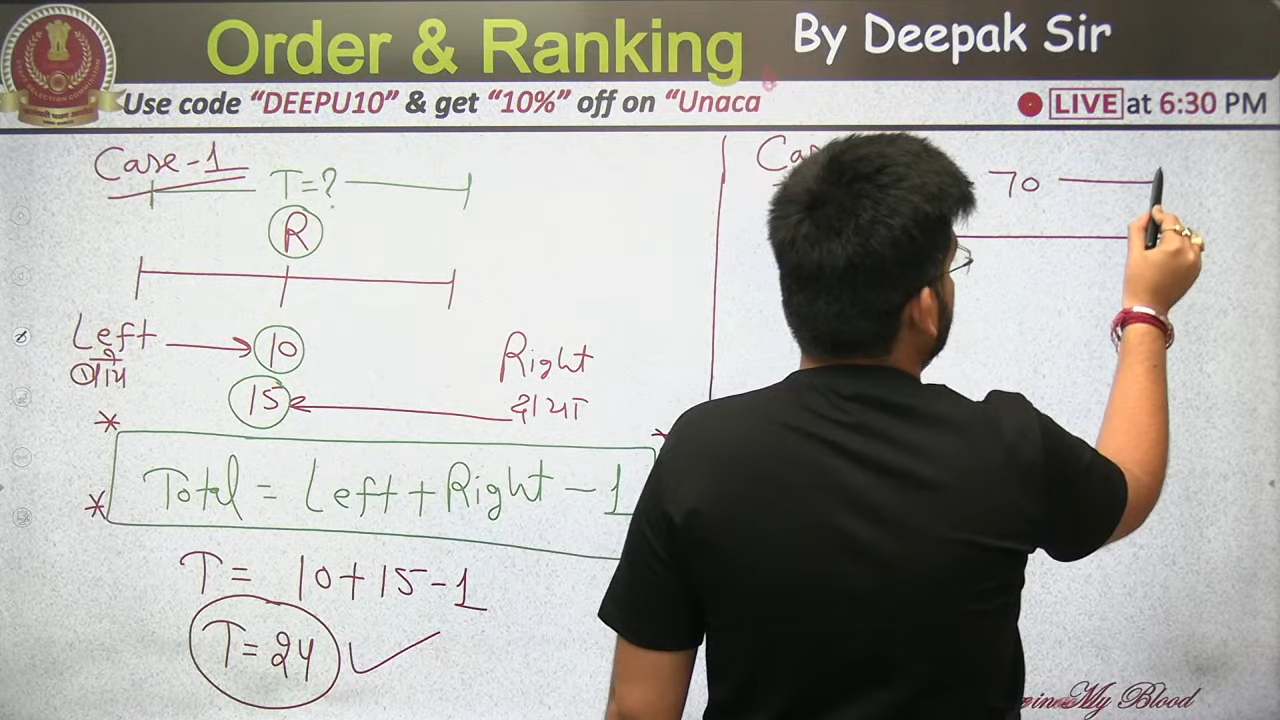 Order & Ranking
By Deepak Sir
Use code “DEEPU10” & get “10%” off on “Unaca
LIVE at 6:30 PM
Case-1
T=?
R
Left
10
Right
15
दायां
Total = Left + Right - 1
T = 10+15-1
T = 24
70
My Blood